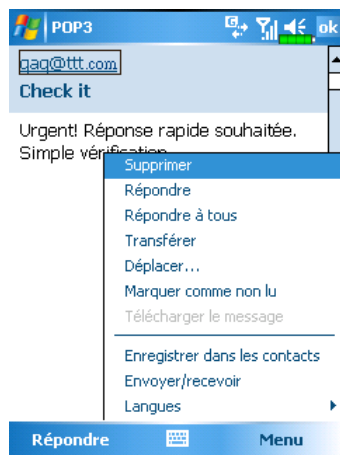 POP3
G
ok
qaq@ttt.com
Check it
Urgent! Réponse rapide souhaitée.
Simple vérification
Supprimer
Répondre
Répondre à tous
Transférer
Déplacer...
Marquer comme non lu
Télécharger le message
Enregistrer dans les contacts
Envoyer/recevoir
Langues
Répondre
Menu